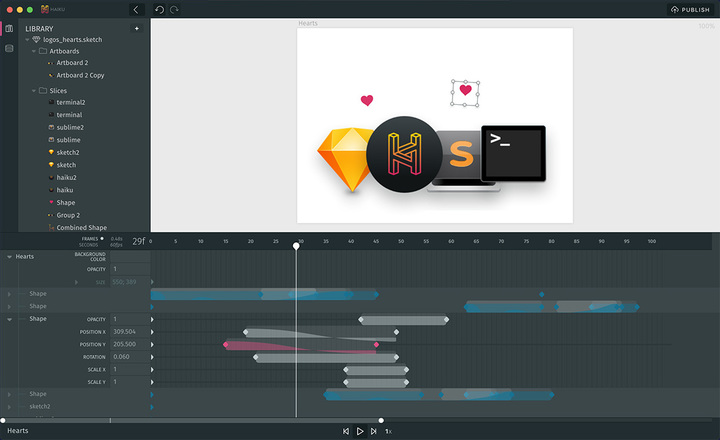 HAIKU
PUBLISH
LIBRARY
+
logos_hearts.sketch
Artboards
Artboard 2
Artboard 2 Copy
Slices
terminal2
terminal
sublime2
sublime
sketch2
sketch
haiku2
haiku
Shape
Group 2
Combined Shape
Hearts
100%
H
S
>_
FRAMES
SECONDS
0.48s
60fps
29f
0 5 10 15 20 25 30 35 40 45 50 55 60 65 70 75 80 85 90 95 100
Hearts
BACKGROUND COLOR
OPACITY 1
SIZE 550, 389
Shape
Shape
Shape OPACITY 1
POSITION X 309.504
POSITION Y 205.500
ROTATION 0.060
SCALE X 1
SCALE Y 1
Shape
sketch2
Hearts
1x